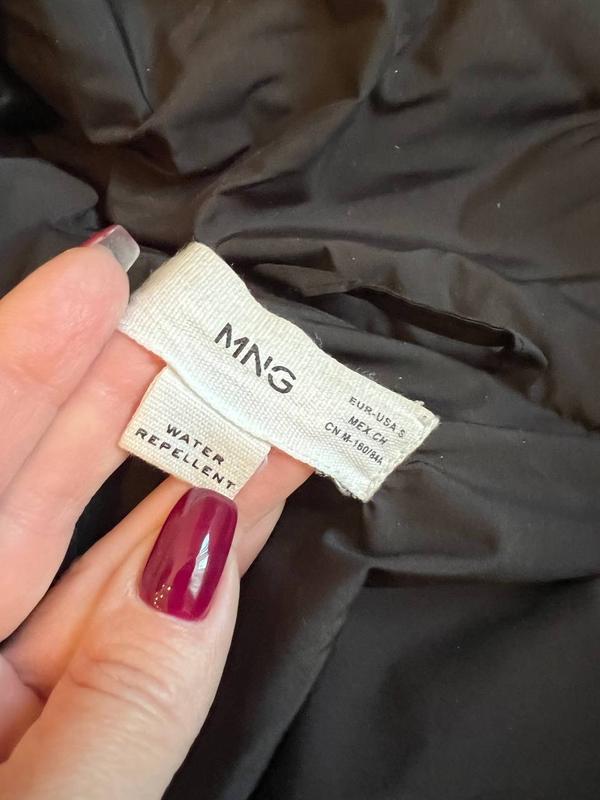 MNG
EUR-USA S
MEX CH
CN M-160/84A
WATER
REPELLENT